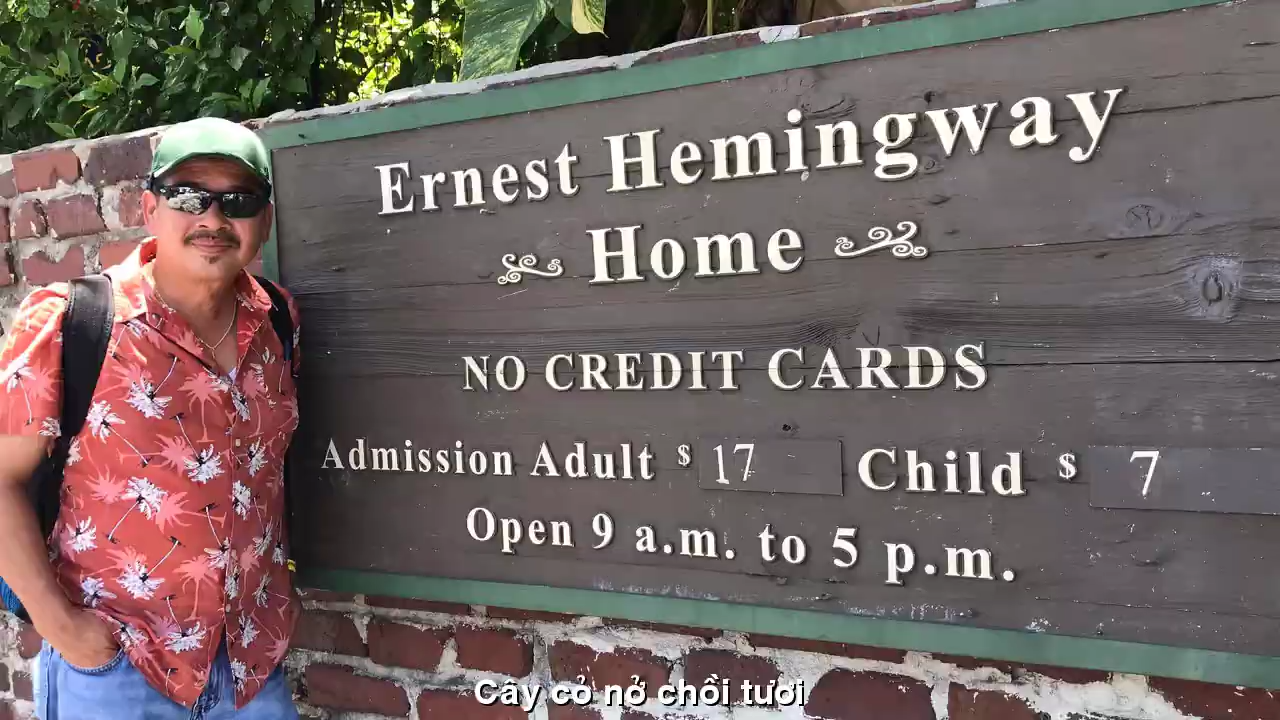 Ernest Hemingway
Home
NO CREDIT CARDS
Admission Adult $ 17 Child $ 7
Open 9 a.m. to 5 p.m.
Cây cỏ nở chồi tươi